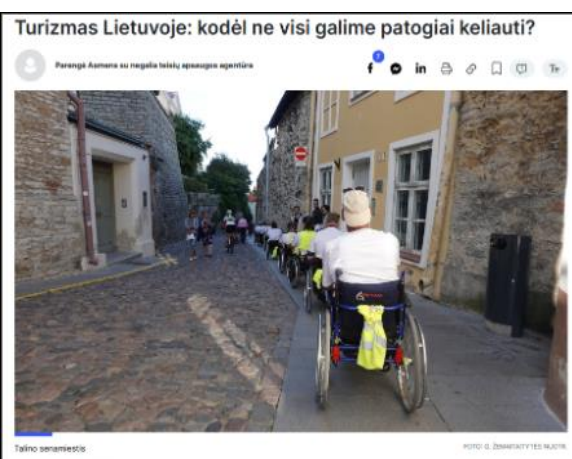 Turizmas Lietuvoje: kodėl ne visi galime patogiai keliauti?
Parengė Asmens su negalia teisių apsaugos agentūra
Talino senamiestis
FOTO: G. ŽEMAITAITYTĖS NUOTR.